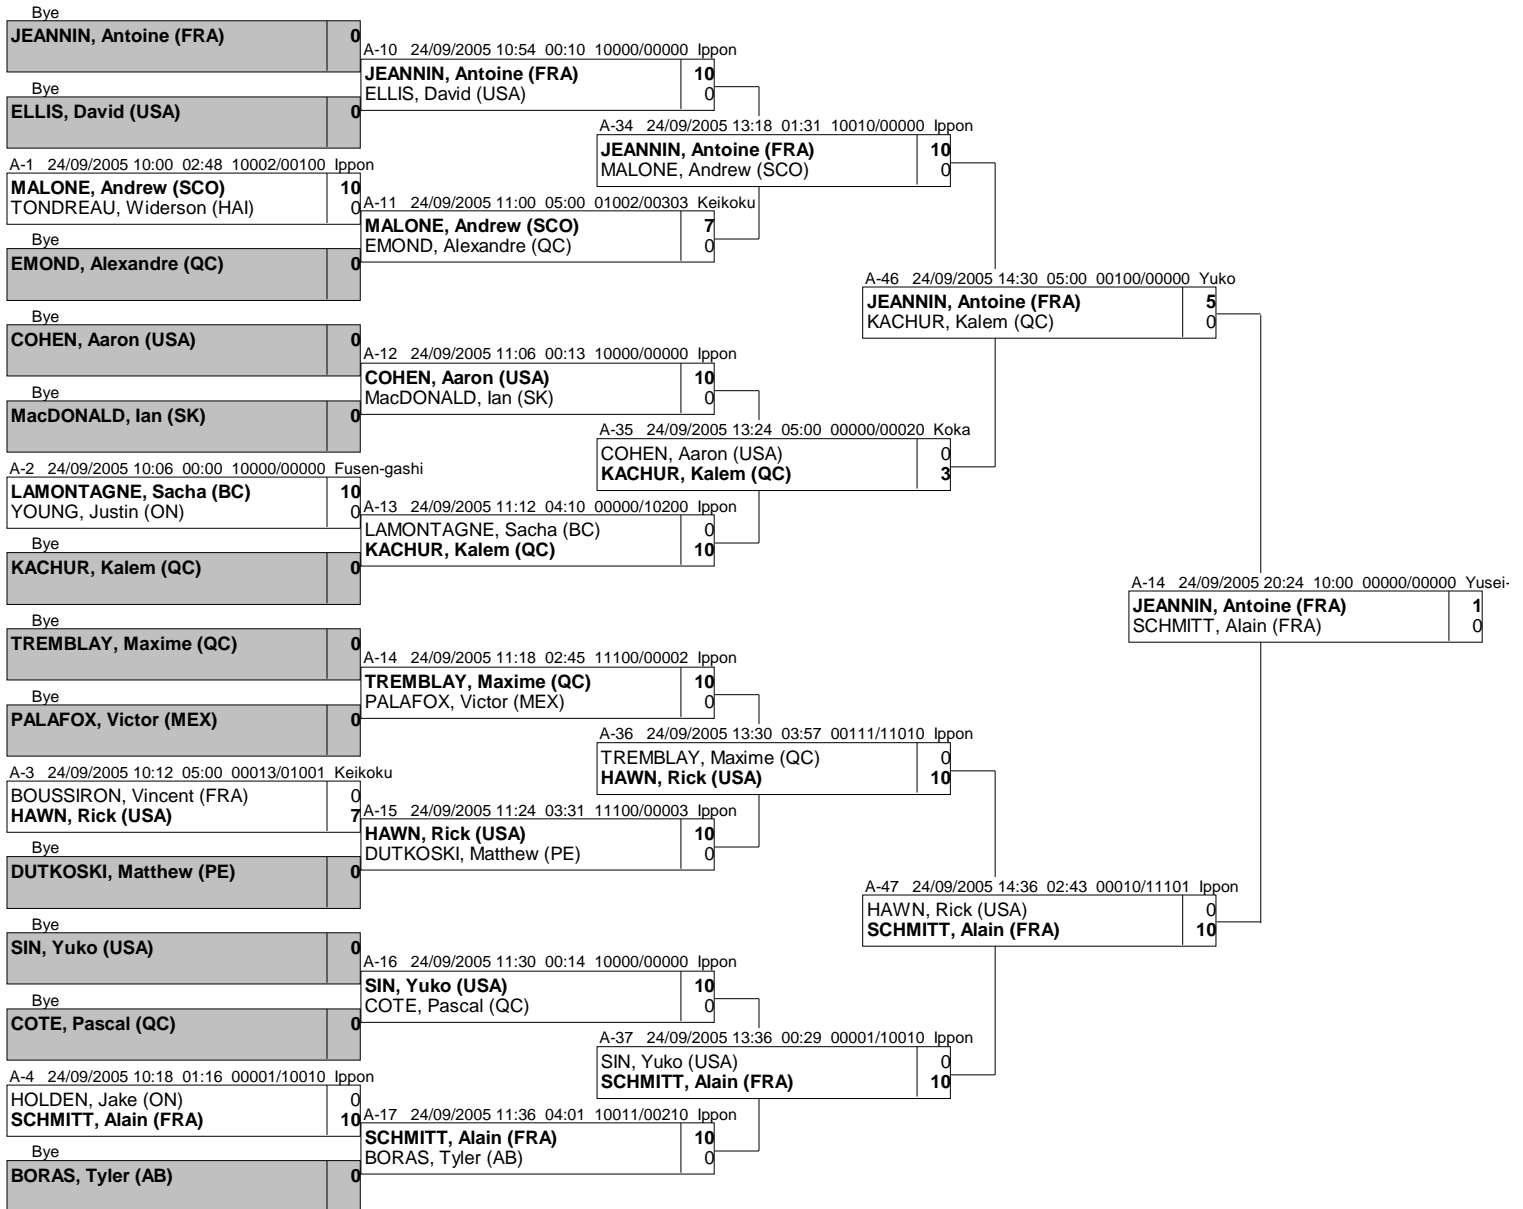 Bye
JEANNIN, Antoine (FRA) 0
Bye
ELLIS, David (USA) 0
A-1 24/09/2005 10:00 02:48 10002/00100 Ippon
MALONE, Andrew (SCO) 10
TONDREAU, Widerson (HAI) 0
Bye
EMOND, Alexandre (QC) 0
Bye
COHEN, Aaron (USA) 0
Bye
MacDONALD, Ian (SK) 0
A-2 24/09/2005 10:06 00:00 10000/00000 Fusen-gashi
LAMONTAGNE, Sacha (BC) 10
YOUNG, Justin (ON) 0
Bye
KACHUR, Kalem (QC) 0
Bye
TREMBLAY, Maxime (QC) 0
Bye
PALAFOX, Victor (MEX) 0
A-3 24/09/2005 10:12 05:00 00013/01001 Keikoku
BOUSSIRON, Vincent (FRA) 0
HAWN, Rick (USA) 7
Bye
DUTKOSKI, Matthew (PE) 0
Bye
SIN, Yuko (USA) 0
Bye
COTE, Pascal (QC) 0
A-4 24/09/2005 10:18 01:16 00001/10010 Ippon
HOLDEN, Jake (ON) 0
SCHMITT, Alain (FRA) 10
Bye
BORAS, Tyler (AB) 0
A-10 24/09/2005 10:54 00:10 10000/00000 Ippon
JEANNIN, Antoine (FRA) 10
ELLIS, David (USA) 0
A-11 24/09/2005 11:00 05:00 01002/00303 Keikoku
MALONE, Andrew (SCO) 7
EMOND, Alexandre (QC) 0
A-12 24/09/2005 11:06 00:13 10000/00000 Ippon
COHEN, Aaron (USA) 10
MacDONALD, Ian (SK) 0
A-13 24/09/2005 11:12 04:10 00000/10200 Ippon
LAMONTAGNE, Sacha (BC) 0
KACHUR, Kalem (QC) 10
A-14 24/09/2005 11:18 02:45 11100/00002 Ippon
TREMBLAY, Maxime (QC) 10
PALAFOX, Victor (MEX) 0
A-15 24/09/2005 11:24 03:31 11100/00003 Ippon
HAWN, Rick (USA) 10
DUTKOSKI, Matthew (PE) 0
A-16 24/09/2005 11:30 00:14 10000/00000 Ippon
SIN, Yuko (USA) 10
COTE, Pascal (QC) 0
A-17 24/09/2005 11:36 04:01 10011/00210 Ippon
SCHMITT, Alain (FRA) 10
BORAS, Tyler (AB) 0
A-34 24/09/2005 13:18 01:31 10010/00000 Ippon
JEANNIN, Antoine (FRA) 10
MALONE, Andrew (SCO) 0
A-35 24/09/2005 13:24 05:00 00000/00020 Koka
COHEN, Aaron (USA) 0
KACHUR, Kalem (QC) 3
A-36 24/09/2005 13:30 03:57 00111/11010 Ippon
TREMBLAY, Maxime (QC) 0
HAWN, Rick (USA) 10
A-37 24/09/2005 13:36 00:29 00001/10010 Ippon
SIN, Yuko (USA) 0
SCHMITT, Alain (FRA) 10
A-46 24/09/2005 14:30 05:00 00100/00000 Yuko
JEANNIN, Antoine (FRA) 5
KACHUR, Kalem (QC) 0
A-47 24/09/2005 14:36 02:43 00010/11101 Ippon
HAWN, Rick (USA) 0
SCHMITT, Alain (FRA) 10
A-14 24/09/2005 20:24 10:00 00000/00000 Yusei-
JEANNIN, Antoine (FRA) 1
SCHMITT, Alain (FRA) 0